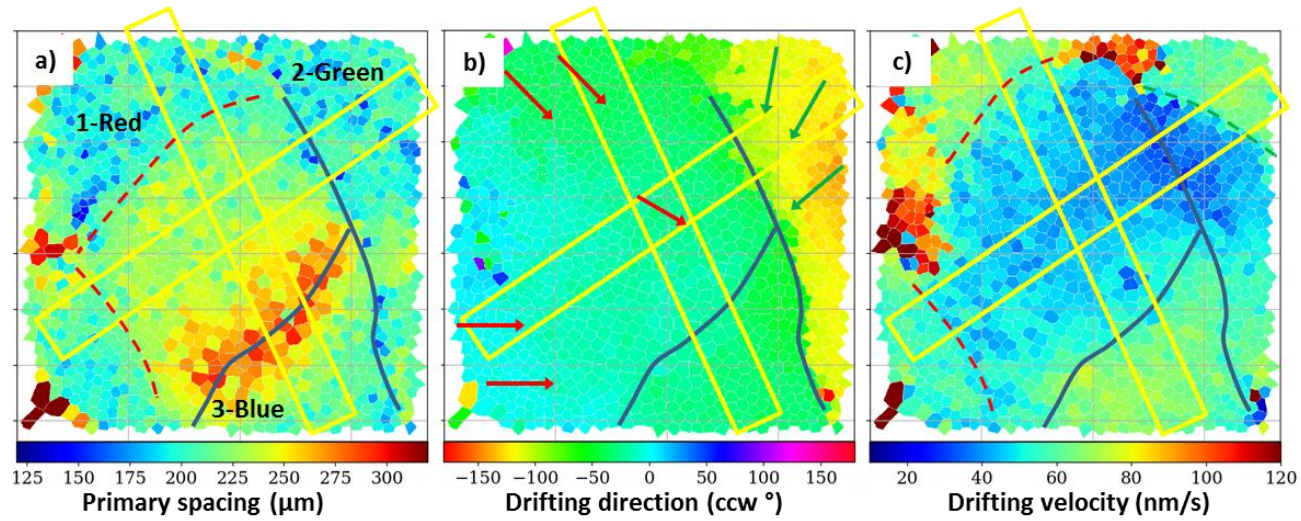 a)
2-Green
1-Red
3-Blue
125 150 175 200 225 250 275 300
Primary spacing (µm)
b)
−150 −100 −50 0 50 100 150
Drifting direction (ccw °)
c)
20 40 60 80 100 120
Drifting velocity (nm/s)